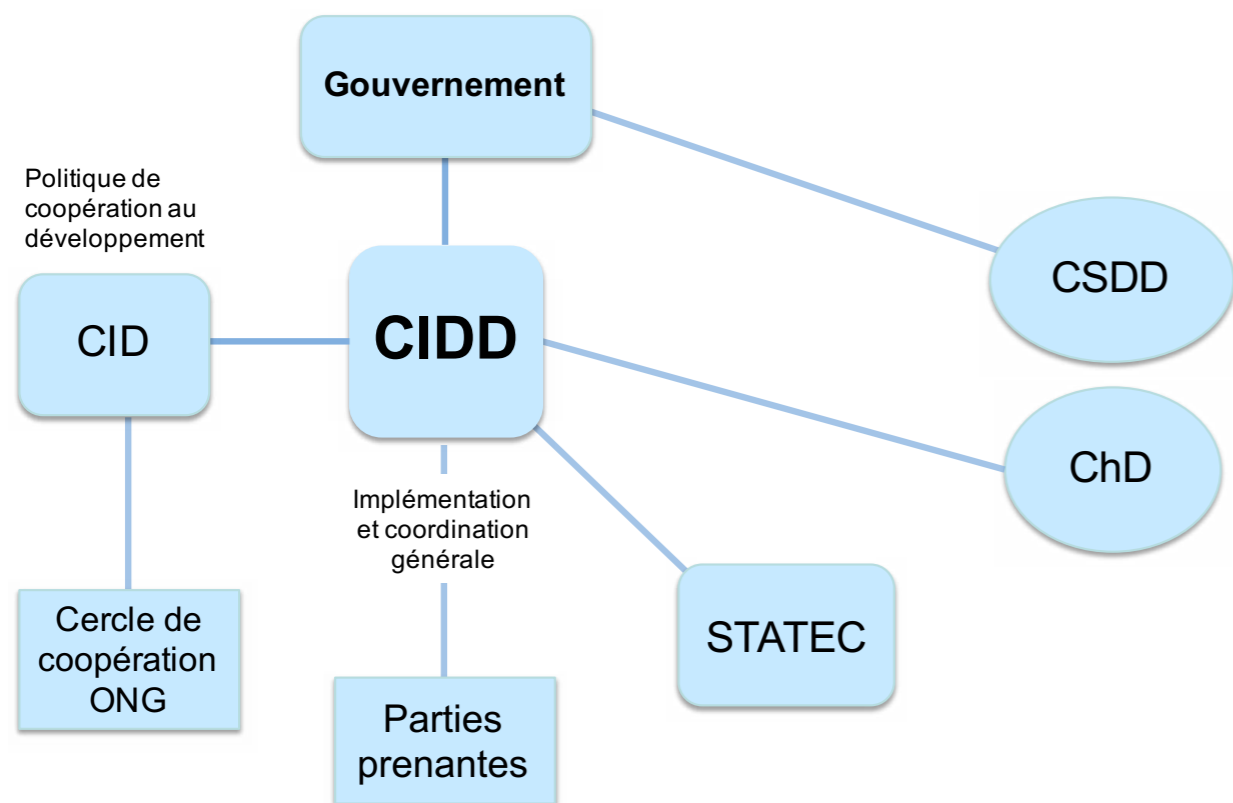 Gouvernement
Politique de
coopération au
développement
CSDD
CID
CIDD
ChD
Implémentation
et coordination
générale
Cercle de
coopération
ONG
STATEC
Parties
prenantes